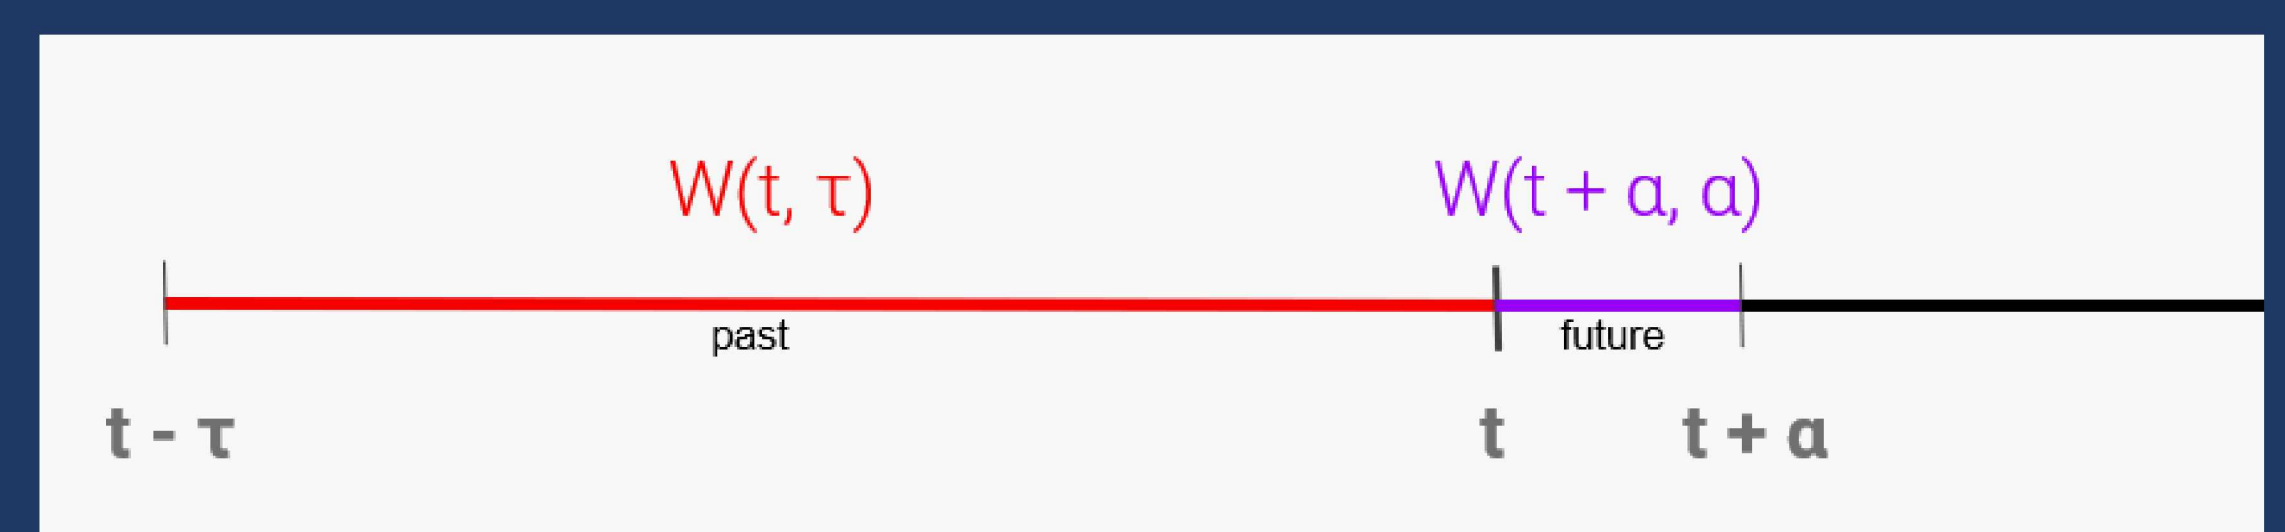 W(t, τ) W(t + α, α)
past future
t - τ t t + α